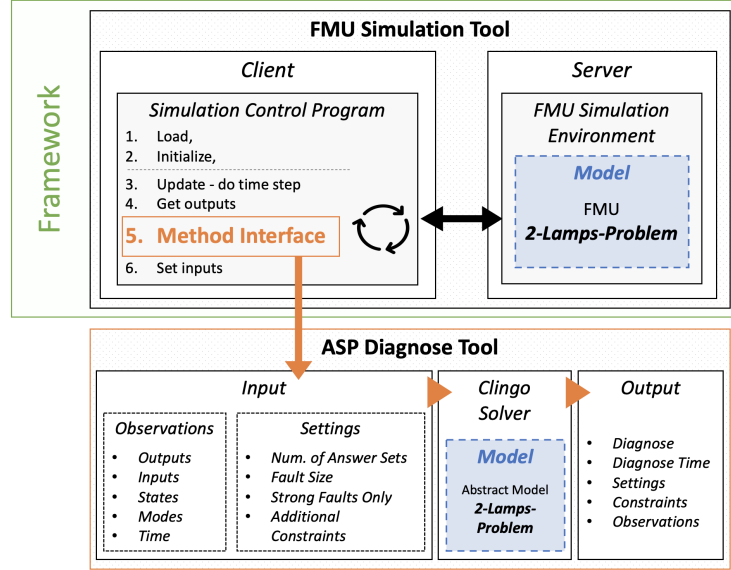 Framework
FMU Simulation Tool
Client
Simulation Control Program
1. Load,
2. Initialize,
3. Update - do time step
4. Get outputs
5. Method Interface
6. Set inputs
Server
FMU Simulation
Environment
Model
FMU
2-Lamps-Problem
ASP Diagnose Tool
Input
Observations
• Outputs
• Inputs
• States
• Modes
• Time
Settings
• Num. of Answer Sets
• Fault Size
• Strong Faults Only
• Additional
Constraints
Clingo
Solver
Model
Abstract Model
2-Lamps-
Problem
Output
• Diagnose
• Diagnose Time
• Settings
• Constraints
• Observations